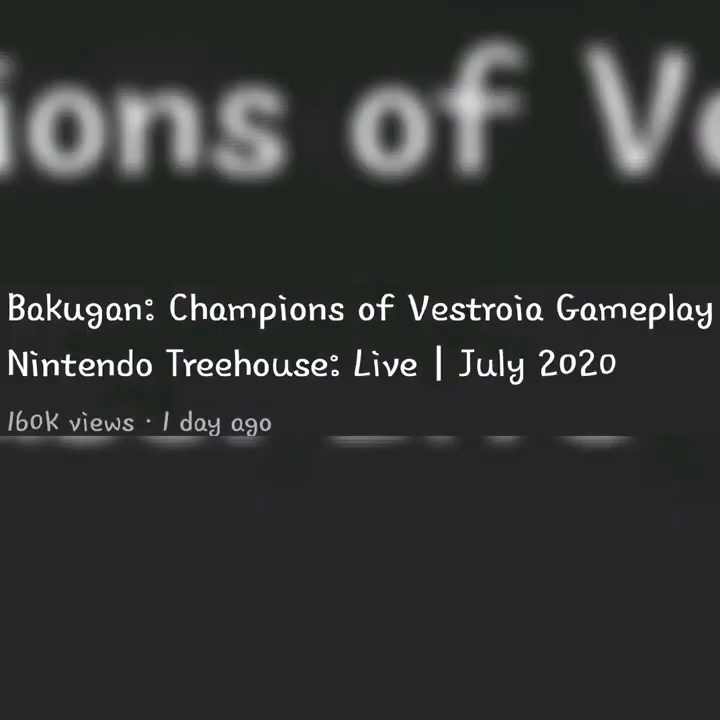 ions of Ve
Bakugan: Champions of Vestroia Gameplay
Nintendo Treehouse: Live | July 2020
160K views · 1 day ago